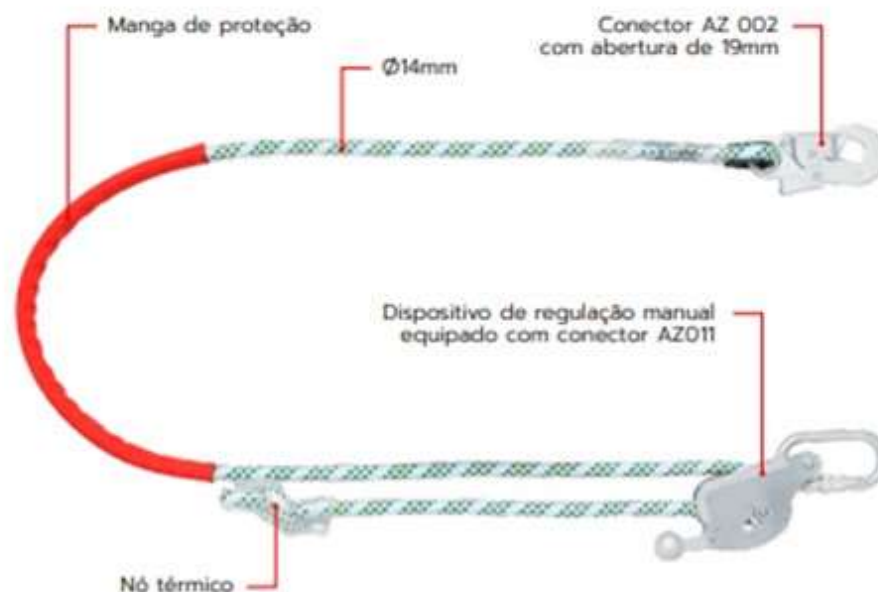 Manga de proteção
Ø14mm
Conector AZ 002
com abertura de 19mm
Dispositivo de regulação manual
equipado com conector AZ011
Nó térmico